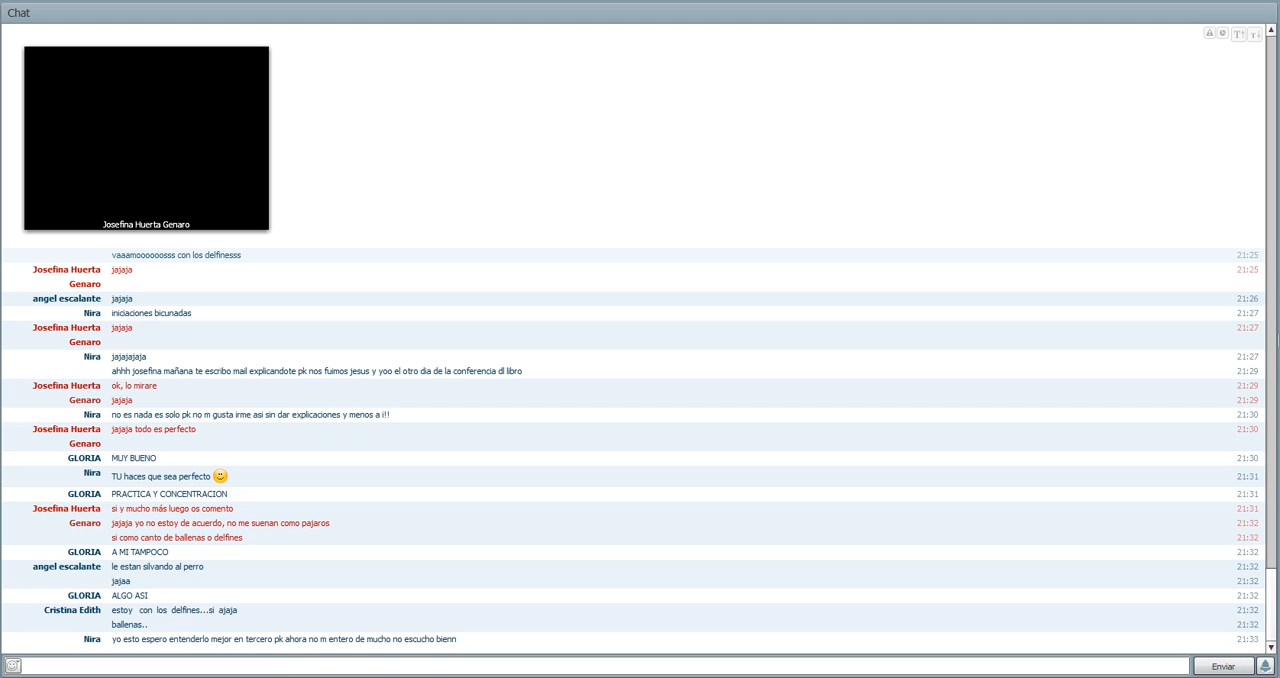 Chat
T↑ T↓
Josefina Huerta Genaro
vaaamoooooosss con los delfinesss 21:25
Josefina Huerta jajaja 21:25
Genaro
angel escalante jajaja 21:26
Nira iniciaciones bicunadas 21:27
Josefina Huerta jajaja 21:27
Genaro
Nira jajajajaja 21:27
ahhh josefina mañana te escribo mail explicandote pk nos fuimos jesus y yoo el otro dia de la conferencia dl libro 21:29
Josefina Huerta ok, lo mirare 21:29
Genaro jajaja 21:29
Nira no es nada es solo pk no m gusta irme asi sin dar explicaciones y menos a i!! 21:30
Josefina Huerta jajaja todo es perfecto 21:30
Genaro
GLORIA MUY BUENO 21:30
Nira TU haces que sea perfecto 21:31
GLORIA PRACTICA Y CONCENTRACION 21:31
Josefina Huerta si y mucho más luego os comento 21:31
Genaro jajaja yo no estoy de acuerdo, no me suenan como pajaros 21:32
si como canto de ballenas o delfines 21:32
GLORIA A MI TAMPOCO 21:32
angel escalante le estan silvando al perro 21:32
jajaa 21:32
GLORIA ALGO ASI 21:32
Cristina Edith estoy con los delfines...si ajaja 21:32
ballenas.. 21:32
Nira yo esto espero entenderlo mejor en tercero pk ahora no m entero de mucho no escucho bienn 21:33
Enviar